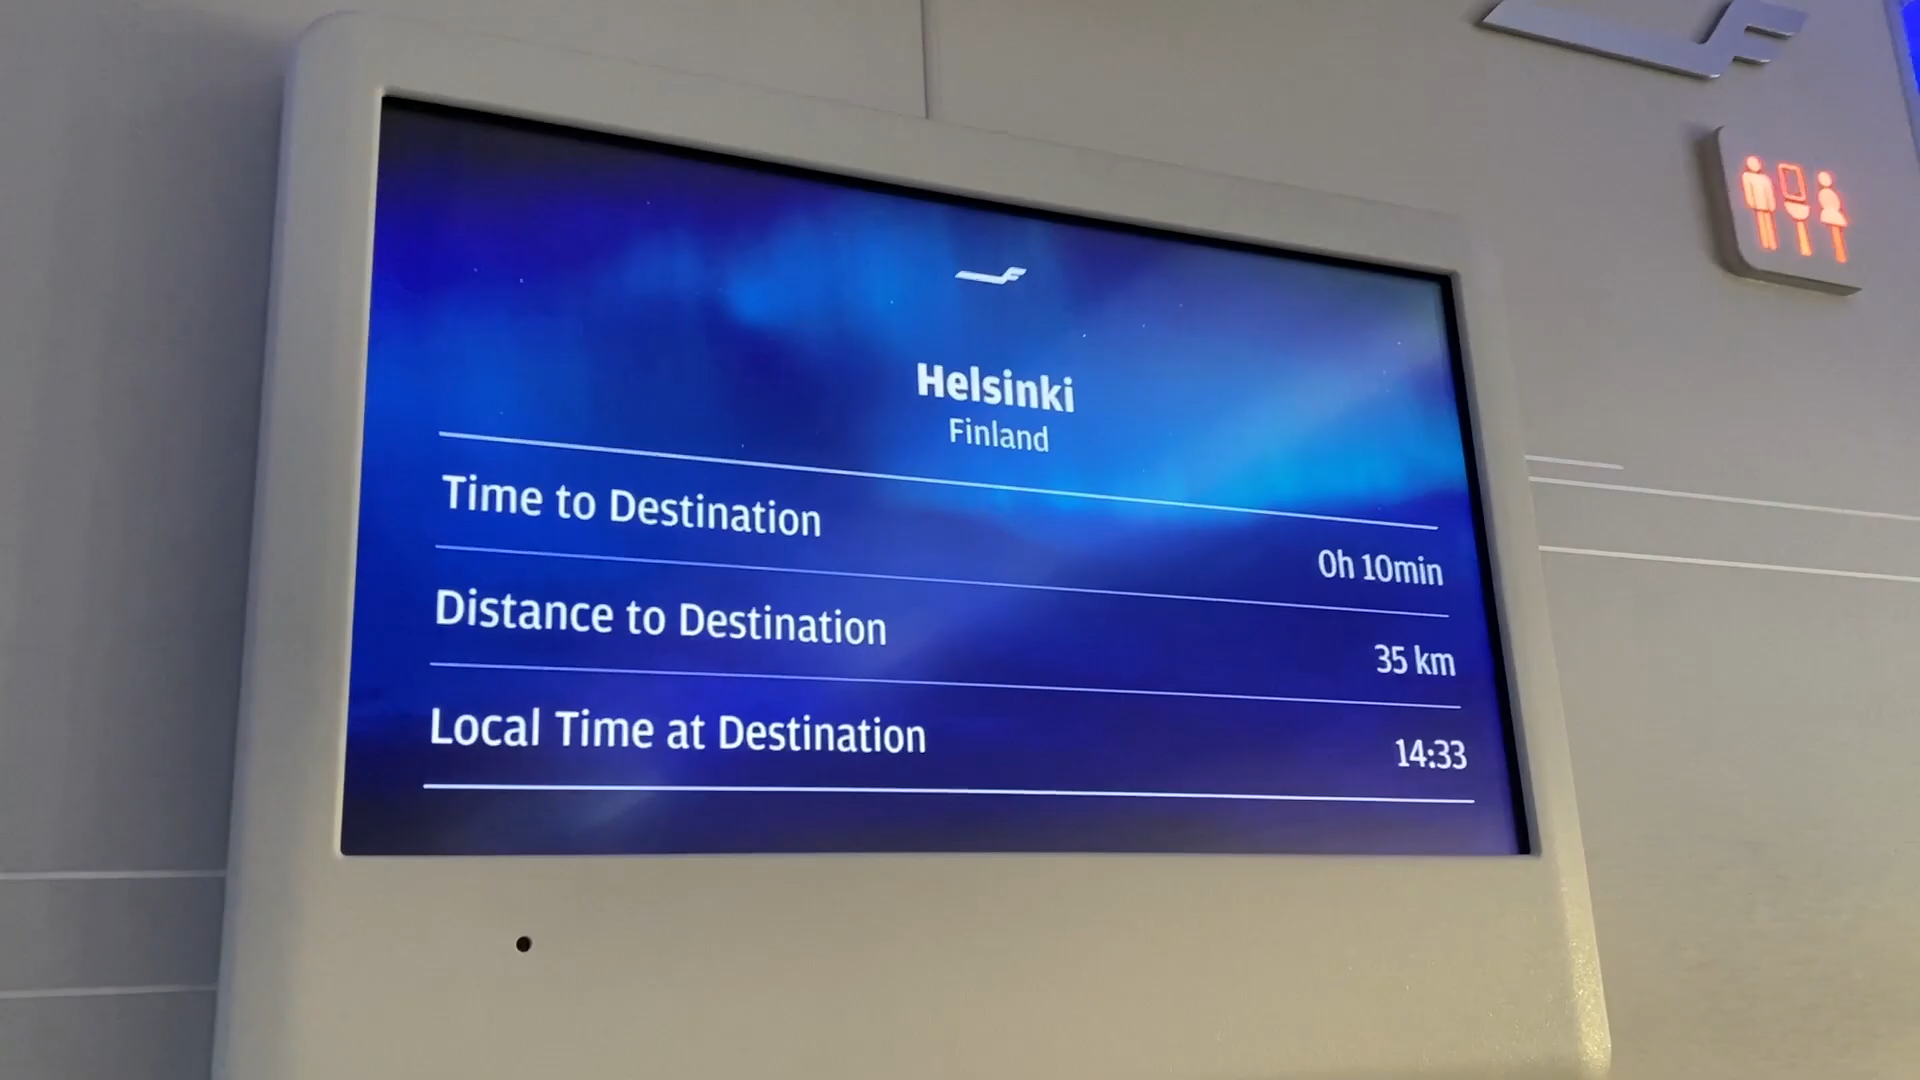 Helsinki
Finland
Time to Destination 0h 10min
Distance to Destination 35 km
Local Time at Destination 14:33